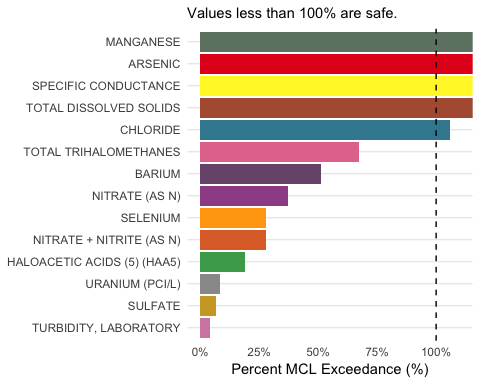 Values less than 100% are safe.
MANGANESE
ARSENIC
SPECIFIC CONDUCTANCE
TOTAL DISSOLVED SOLIDS
CHLORIDE
TOTAL TRIHALOMETHANES
BARIUM
NITRATE (AS N)
SELENIUM
NITRATE + NITRITE (AS N)
HALOACETIC ACIDS (5) (HAA5)
URANIUM (PCI/L)
SULFATE
TURBIDITY, LABORATORY
0% 25% 50% 75% 100%
Percent MCL Exceedance (%)